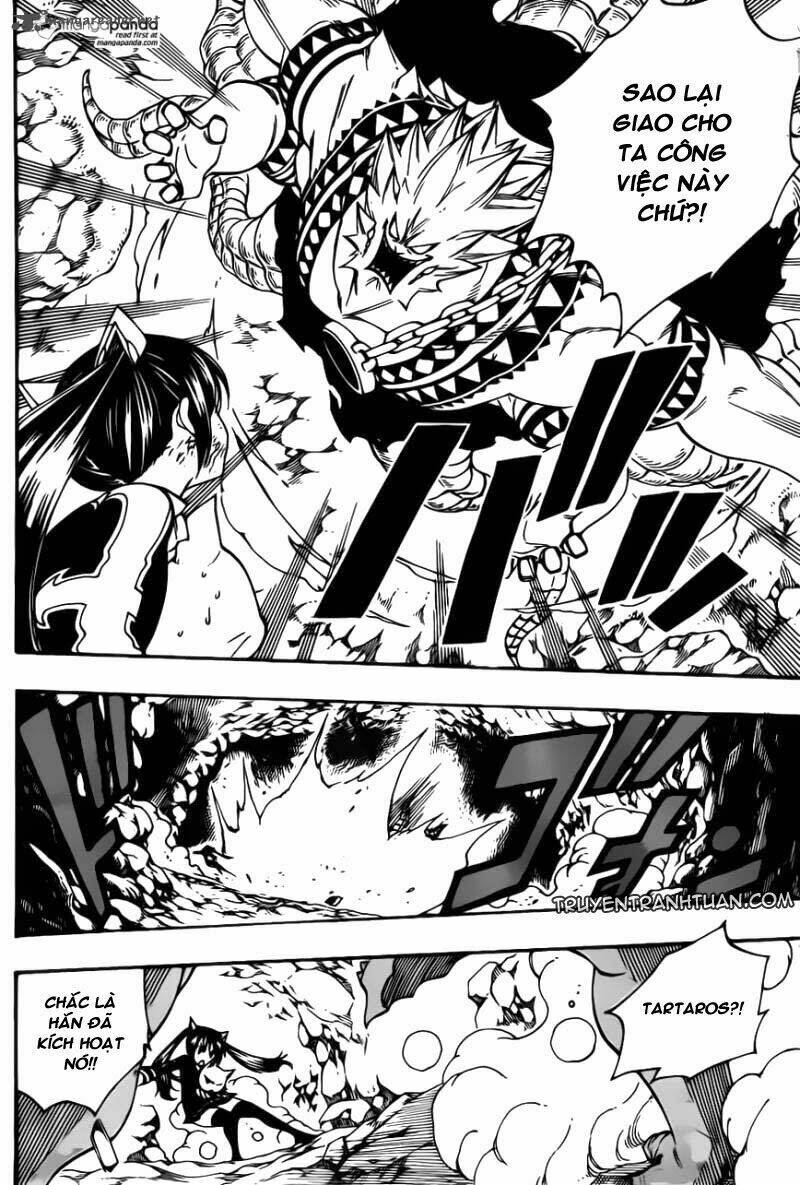 mangapanda
read first at
www.mangapanda.com
SAO LẠI
GIAO CHO
TA CÔNG
VIỆC NÀY
CHỨ?!
TRUYENTRANHTUAN.COM
TARTAROS?!
CHẮC LÀ
HẮN ĐÃ
KÍCH HOẠT
NÓ!!